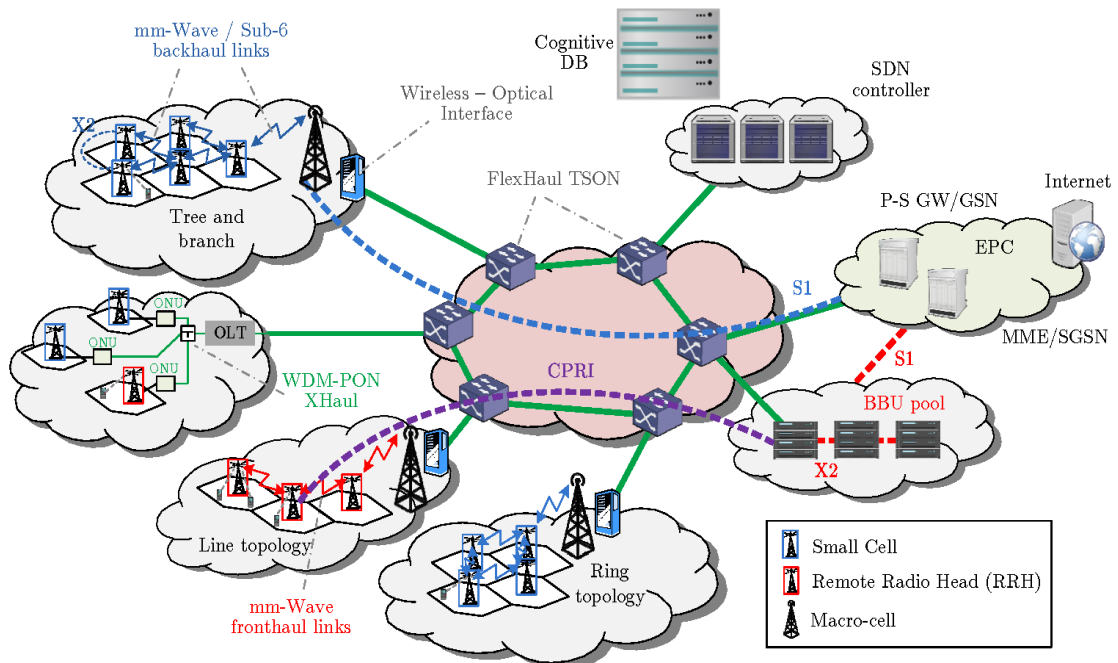 mm-Wave / Sub-6
backhaul links
Cognitive
DB
SDN
controller
Wireless – Optical
Interface
X2
FlexHaul TSON
Internet
P-S GW/GSN
Tree and
branch
EPC
S1
ONU
OLT
ONU
ONU
MME/SGSN
S1
WDM-PON
XHaul
CPRI
BBU pool
X2
Line topology
Ring
topology
mm-Wave
fronthaul links
Small Cell
Remote Radio Head (RRH)
Macro-cell